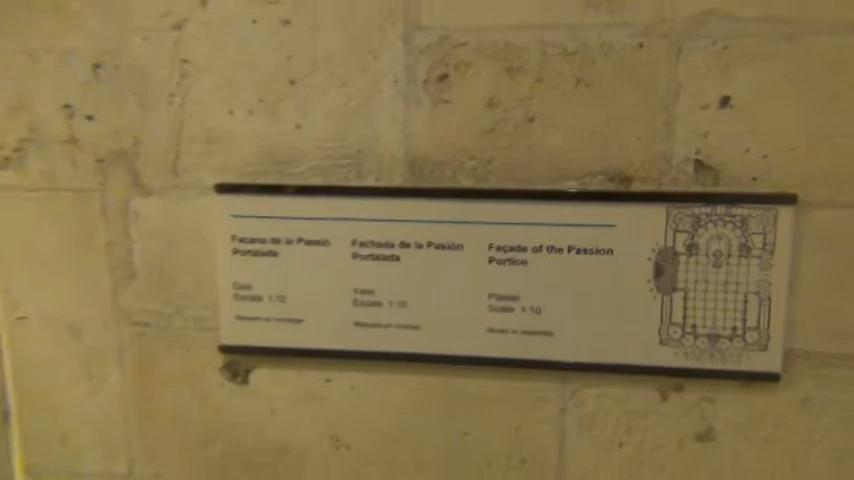 Façana de la Passió
Portalada
Guix
Escala 1:10
Fachada de la Pasión
Portalada
Yeso
Escala 1:10
Façade of the Passion
Portico
Plaster
Scale 1:10